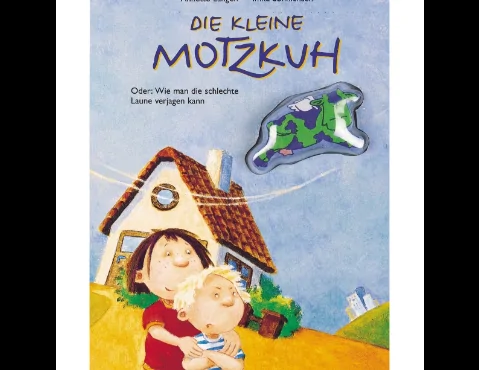 DIE KLEINE
MOTZKUH
Oder: Wie man die schlechte
Laune verjagen kann